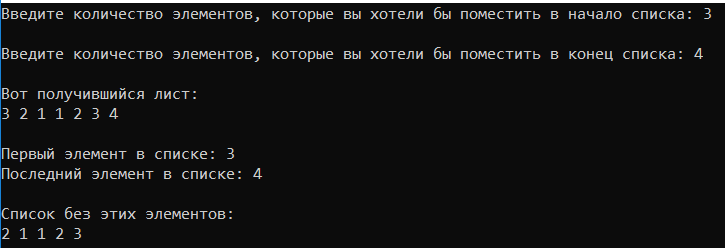 Введите количество элементов, которые вы хотели бы поместить в начало списка: 3
Введите количество элементов, которые вы хотели бы поместить в конец списка: 4
Вот получившийся лист:
3 2 1 1 2 3 4
Первый элемент в списке: 3
Последний элемент в списке: 4
Список без этих элементов:
2 1 1 2 3